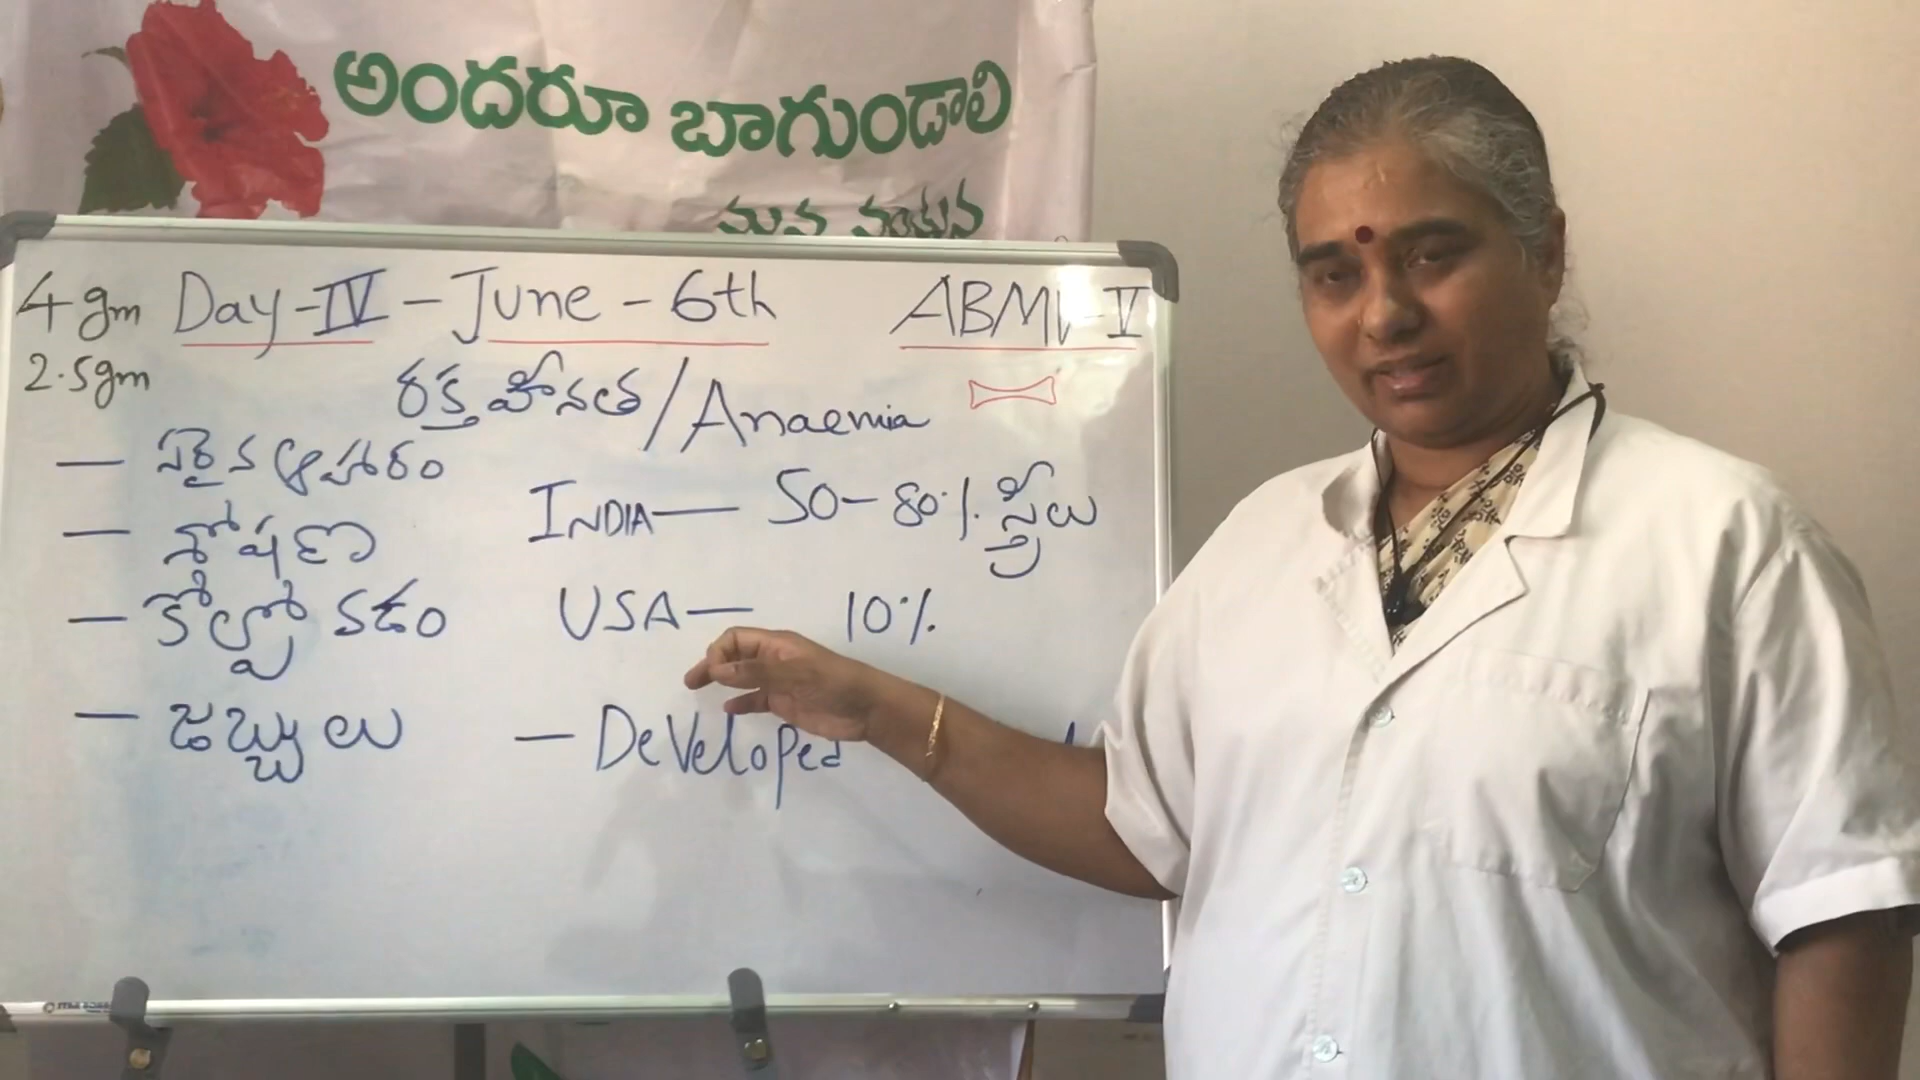 అందరూ బాగుండాలి
మన వంటున
4 gm Day-IV - June - 6th ABMV-V
2.5gm
రక్తహీనత/Anaemia
— సరైన ఆహారం
INDIA — 50-80% స్త్రీలు
— శోషణ
— కోల్పోవడం
USA — 10%
— జబ్బులు
— Developed